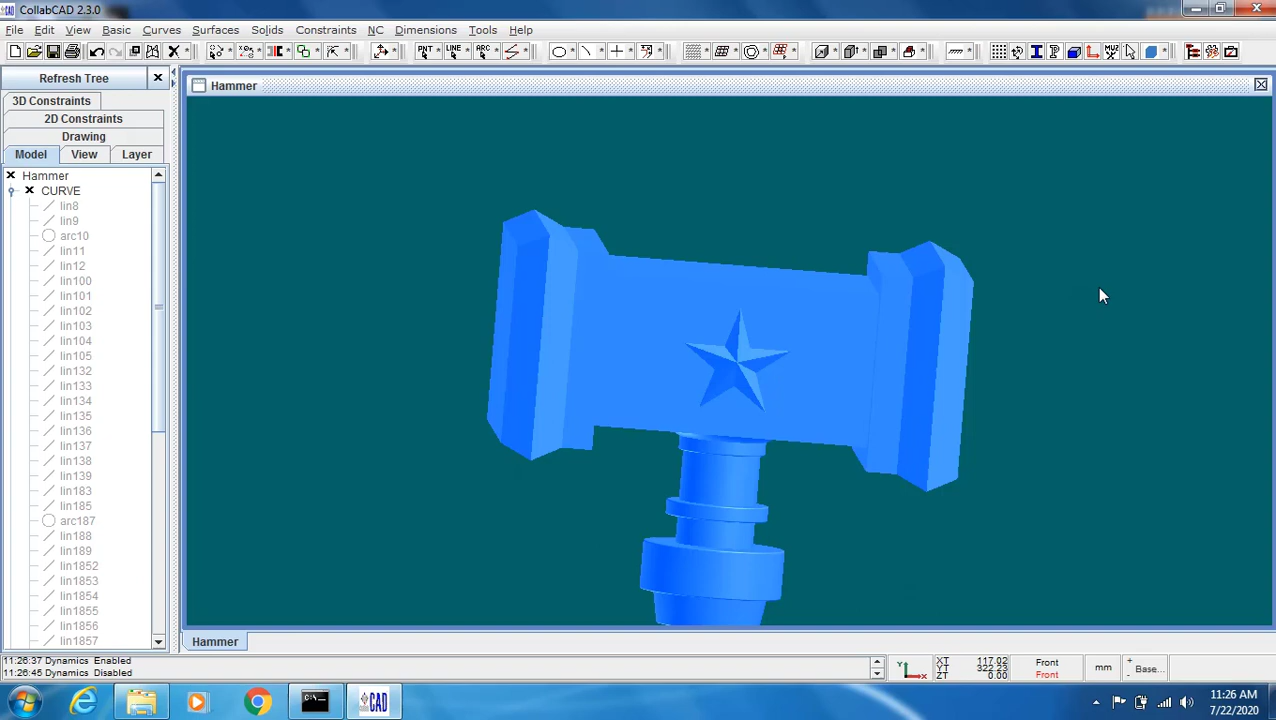 CollabCAD 2.3.0
File Edit View Basic Curves Surfaces Solids Constraints NC Dimensions Tools Help
PNT LINE ARC
Refresh Tree
Hammer
3D Constraints
2D Constraints
Drawing
Model View Layer
Hammer
CURVE
lin8
lin9
arc10
lin11
lin12
lin100
lin101
lin102
lin103
lin104
lin105
lin132
lin133
lin134
lin135
lin136
lin137
lin138
lin139
lin183
lin185
arc187
lin188
lin189
lin1852
lin1853
lin1854
lin1855
lin1856
lin1857
Hammer
11:26:37 Dynamics Enabled
11:26:45 Dynamics Disabled
Y X
XT 117.02
YT 322.23
ZT 0.00
Front
Front
mm
+
- Base...
CAD
11:26 AM
7/22/2020